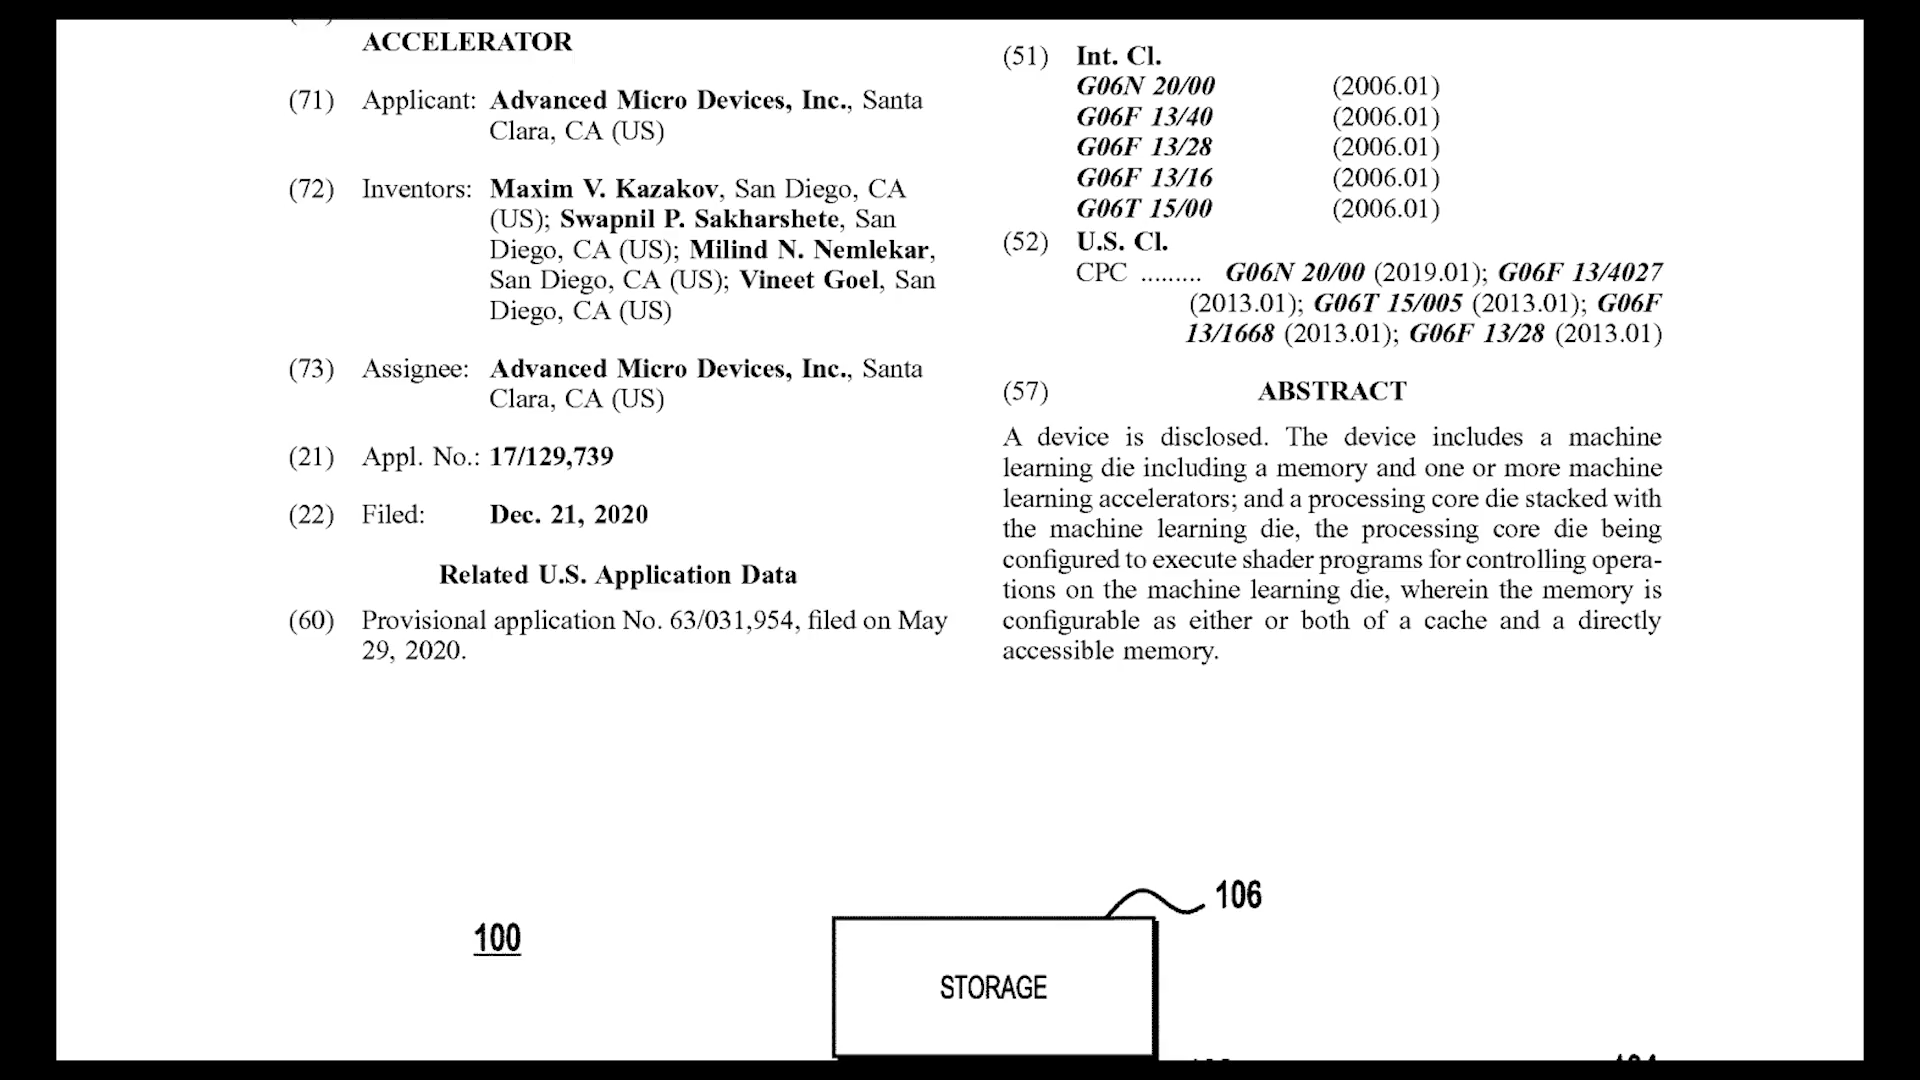 ACCELERATOR
(71) Applicant: Advanced Micro Devices, Inc., Santa
Clara, CA (US)
(72) Inventors: Maxim V. Kazakov, San Diego, CA
(US); Swapnil P. Sakharshete, San
Diego, CA (US); Milind N. Nemlekar,
San Diego, CA (US); Vineet Goel, San
Diego, CA (US)
(73) Assignee: Advanced Micro Devices, Inc., Santa
Clara, CA (US)
(21) Appl. No.: 17/129,739
(22) Filed: Dec. 21, 2020
Related U.S. Application Data
(60) Provisional application No. 63/031,954, filed on May
29, 2020.
(51) Int. Cl.
G06N 20/00 (2006.01)
G06F 13/40 (2006.01)
G06F 13/28 (2006.01)
G06F 13/16 (2006.01)
G06T 15/00 (2006.01)
(52) U.S. Cl.
CPC ......... G06N 20/00 (2019.01); G06F 13/4027
(2013.01); G06T 15/005 (2013.01); G06F
13/1668 (2013.01); G06F 13/28 (2013.01)
(57) ABSTRACT
A device is disclosed. The device includes a machine
learning die including a memory and one or more machine
learning accelerators; and a processing core die stacked with
the machine learning die, the processing core die being
configured to execute shader programs for controlling opera-
tions on the machine learning die, wherein the memory is
configurable as either or both of a cache and a directly
accessible memory.
106
100
STORAGE